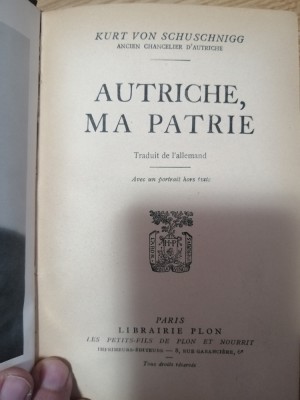 KURT VON SCHUSCHNIGG
ANCIEN CHANCELIER D'AUTRICHE
AUTRICHE,
MA PATRIE
Traduit de l'allemand
Avec un portrait hors texte
PARIS
LIBRAIRIE PLON
LES PETITS-FILS DE PLON ET NOURRIT
IMPRIMEURS-ÉDITEURS — 8, RUE GARANCIÈRE, 6e
Tous droits réservés